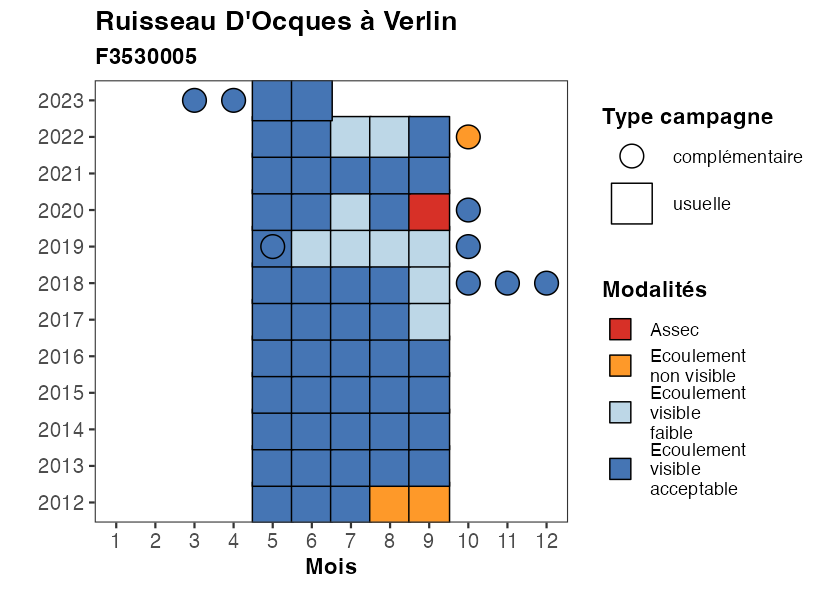 Ruisseau D'Ocques à Verlin
F3530005
2023
2022
2021
2020
2019
2018
2017
2016
2015
2014
2013
2012
1 2 3 4 5 6 7 8 9 10 11 12
Mois
Type campagne
complémentaire
usuelle
Modalités
Assec
Ecoulement
non visible
Ecoulement
visible
faible
Ecoulement
visible
acceptable